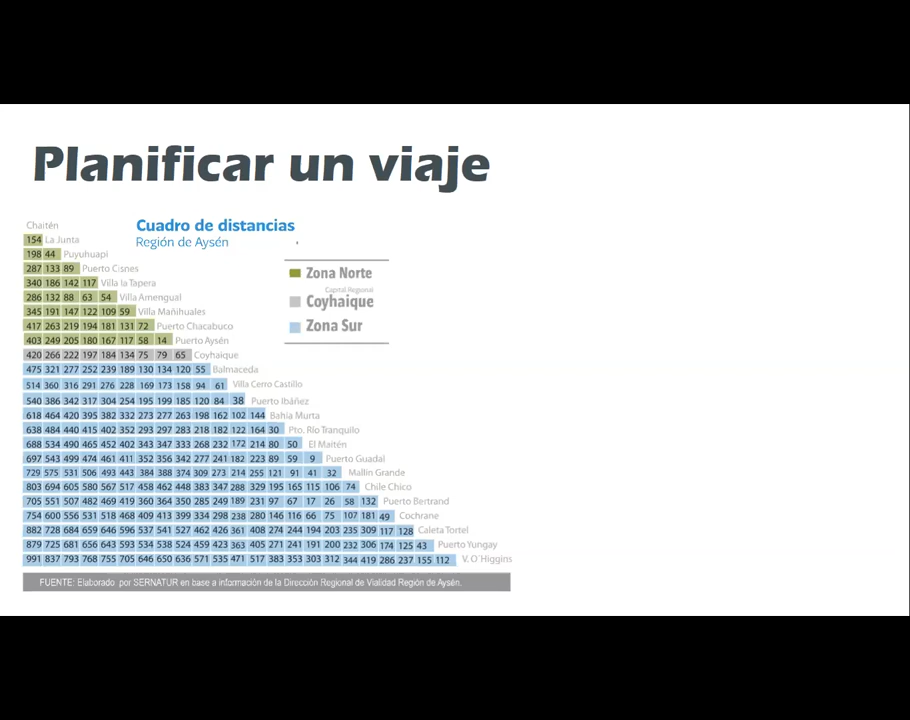 Planificar un viaje
Cuadro de distancias
Región de Aysén
Zona Norte
Capital Regional
Coyhaique
Zona Sur
Chaitén
154 La Junta
198 44 Puyuhuapi
287 133 89 Puerto Cisnes
340 186 142 117 Villa la Tapera
286 132 88 63 54 Villa Amengual
345 191 147 122 109 59 Villa Mañihuales
417 263 219 194 181 131 72 Puerto Chacabuco
403 249 205 180 167 117 58 14 Puerto Aysén
420 266 222 197 184 134 75 79 65 Coyhaique
475 321 277 252 239 189 130 134 120 55 Balmaceda
514 360 316 291 276 228 169 173 158 94 61 Villa Cerro Castillo
540 386 342 317 304 254 195 199 185 120 84 38 Puerto Ibáñez
618 464 420 395 382 332 273 277 263 198 162 102 144 Bahía Murta
638 484 440 415 402 352 293 297 283 218 182 122 164 30 Pto. Río Tranquilo
688 534 490 465 452 402 343 347 333 268 232 172 214 80 50 El Maitén
697 543 499 474 461 411 352 356 342 277 241 182 223 89 59 9 Puerto Guadal
729 575 531 506 493 443 384 388 374 309 273 214 255 121 91 41 32 Mallin Grande
803 694 605 580 567 517 458 462 448 383 347 288 329 195 165 115 106 74 Chile Chico
705 551 507 482 469 419 360 364 350 285 249 189 231 97 67 17 26 58 132 Puerto Bertrand
754 600 556 531 518 468 409 413 399 334 298 238 280 146 116 66 75 107 181 49 Cochrane
882 728 684 659 646 596 537 541 527 462 426 361 408 274 244 194 203 235 309 117 128 Caleta Tortel
879 725 681 656 643 593 534 538 524 459 423 363 405 271 241 191 200 232 306 174 125 43 Puerto Yungay
991 837 793 768 755 705 646 650 636 571 535 471 517 383 353 303 312 344 419 286 237 155 112 V. O´Higgins
FUENTE: Elaborado por SERNATUR en base a información de la Dirección Regional de Vialidad Región de Aysén.